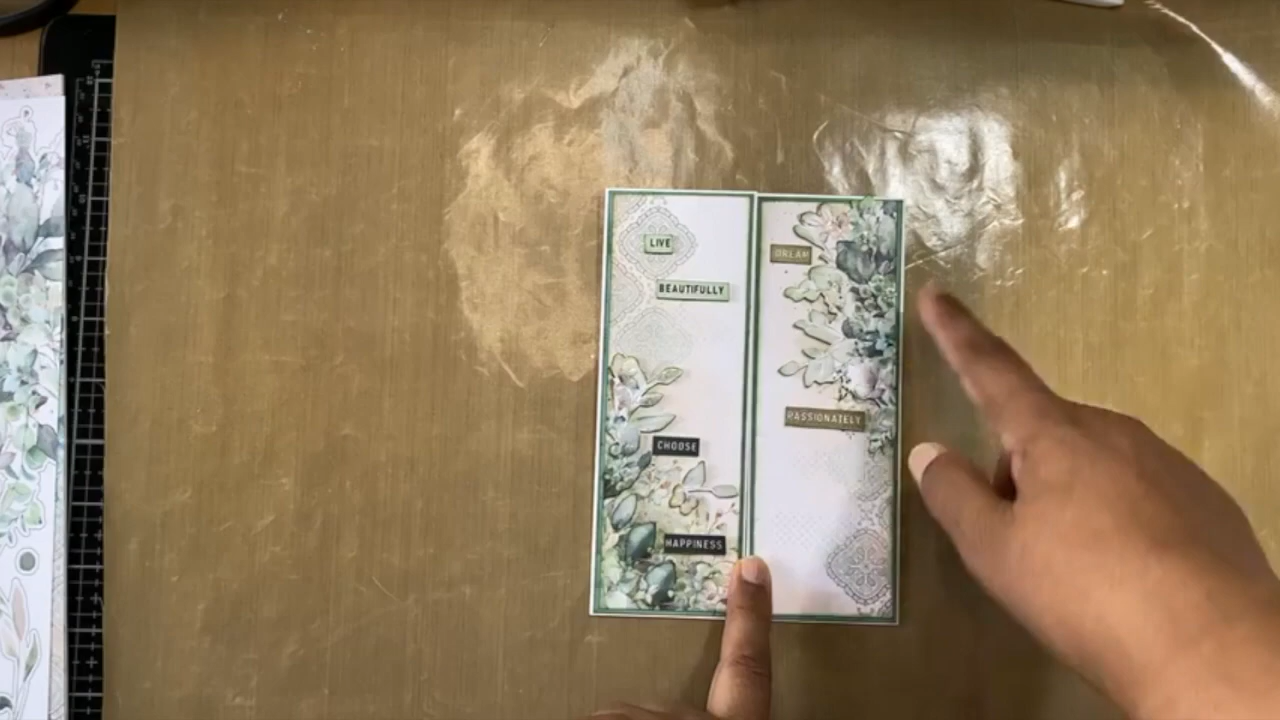 LIVE
BEAUTIFULLY
CHOOSE
HAPPINESS
DREAM
PASSIONATELY